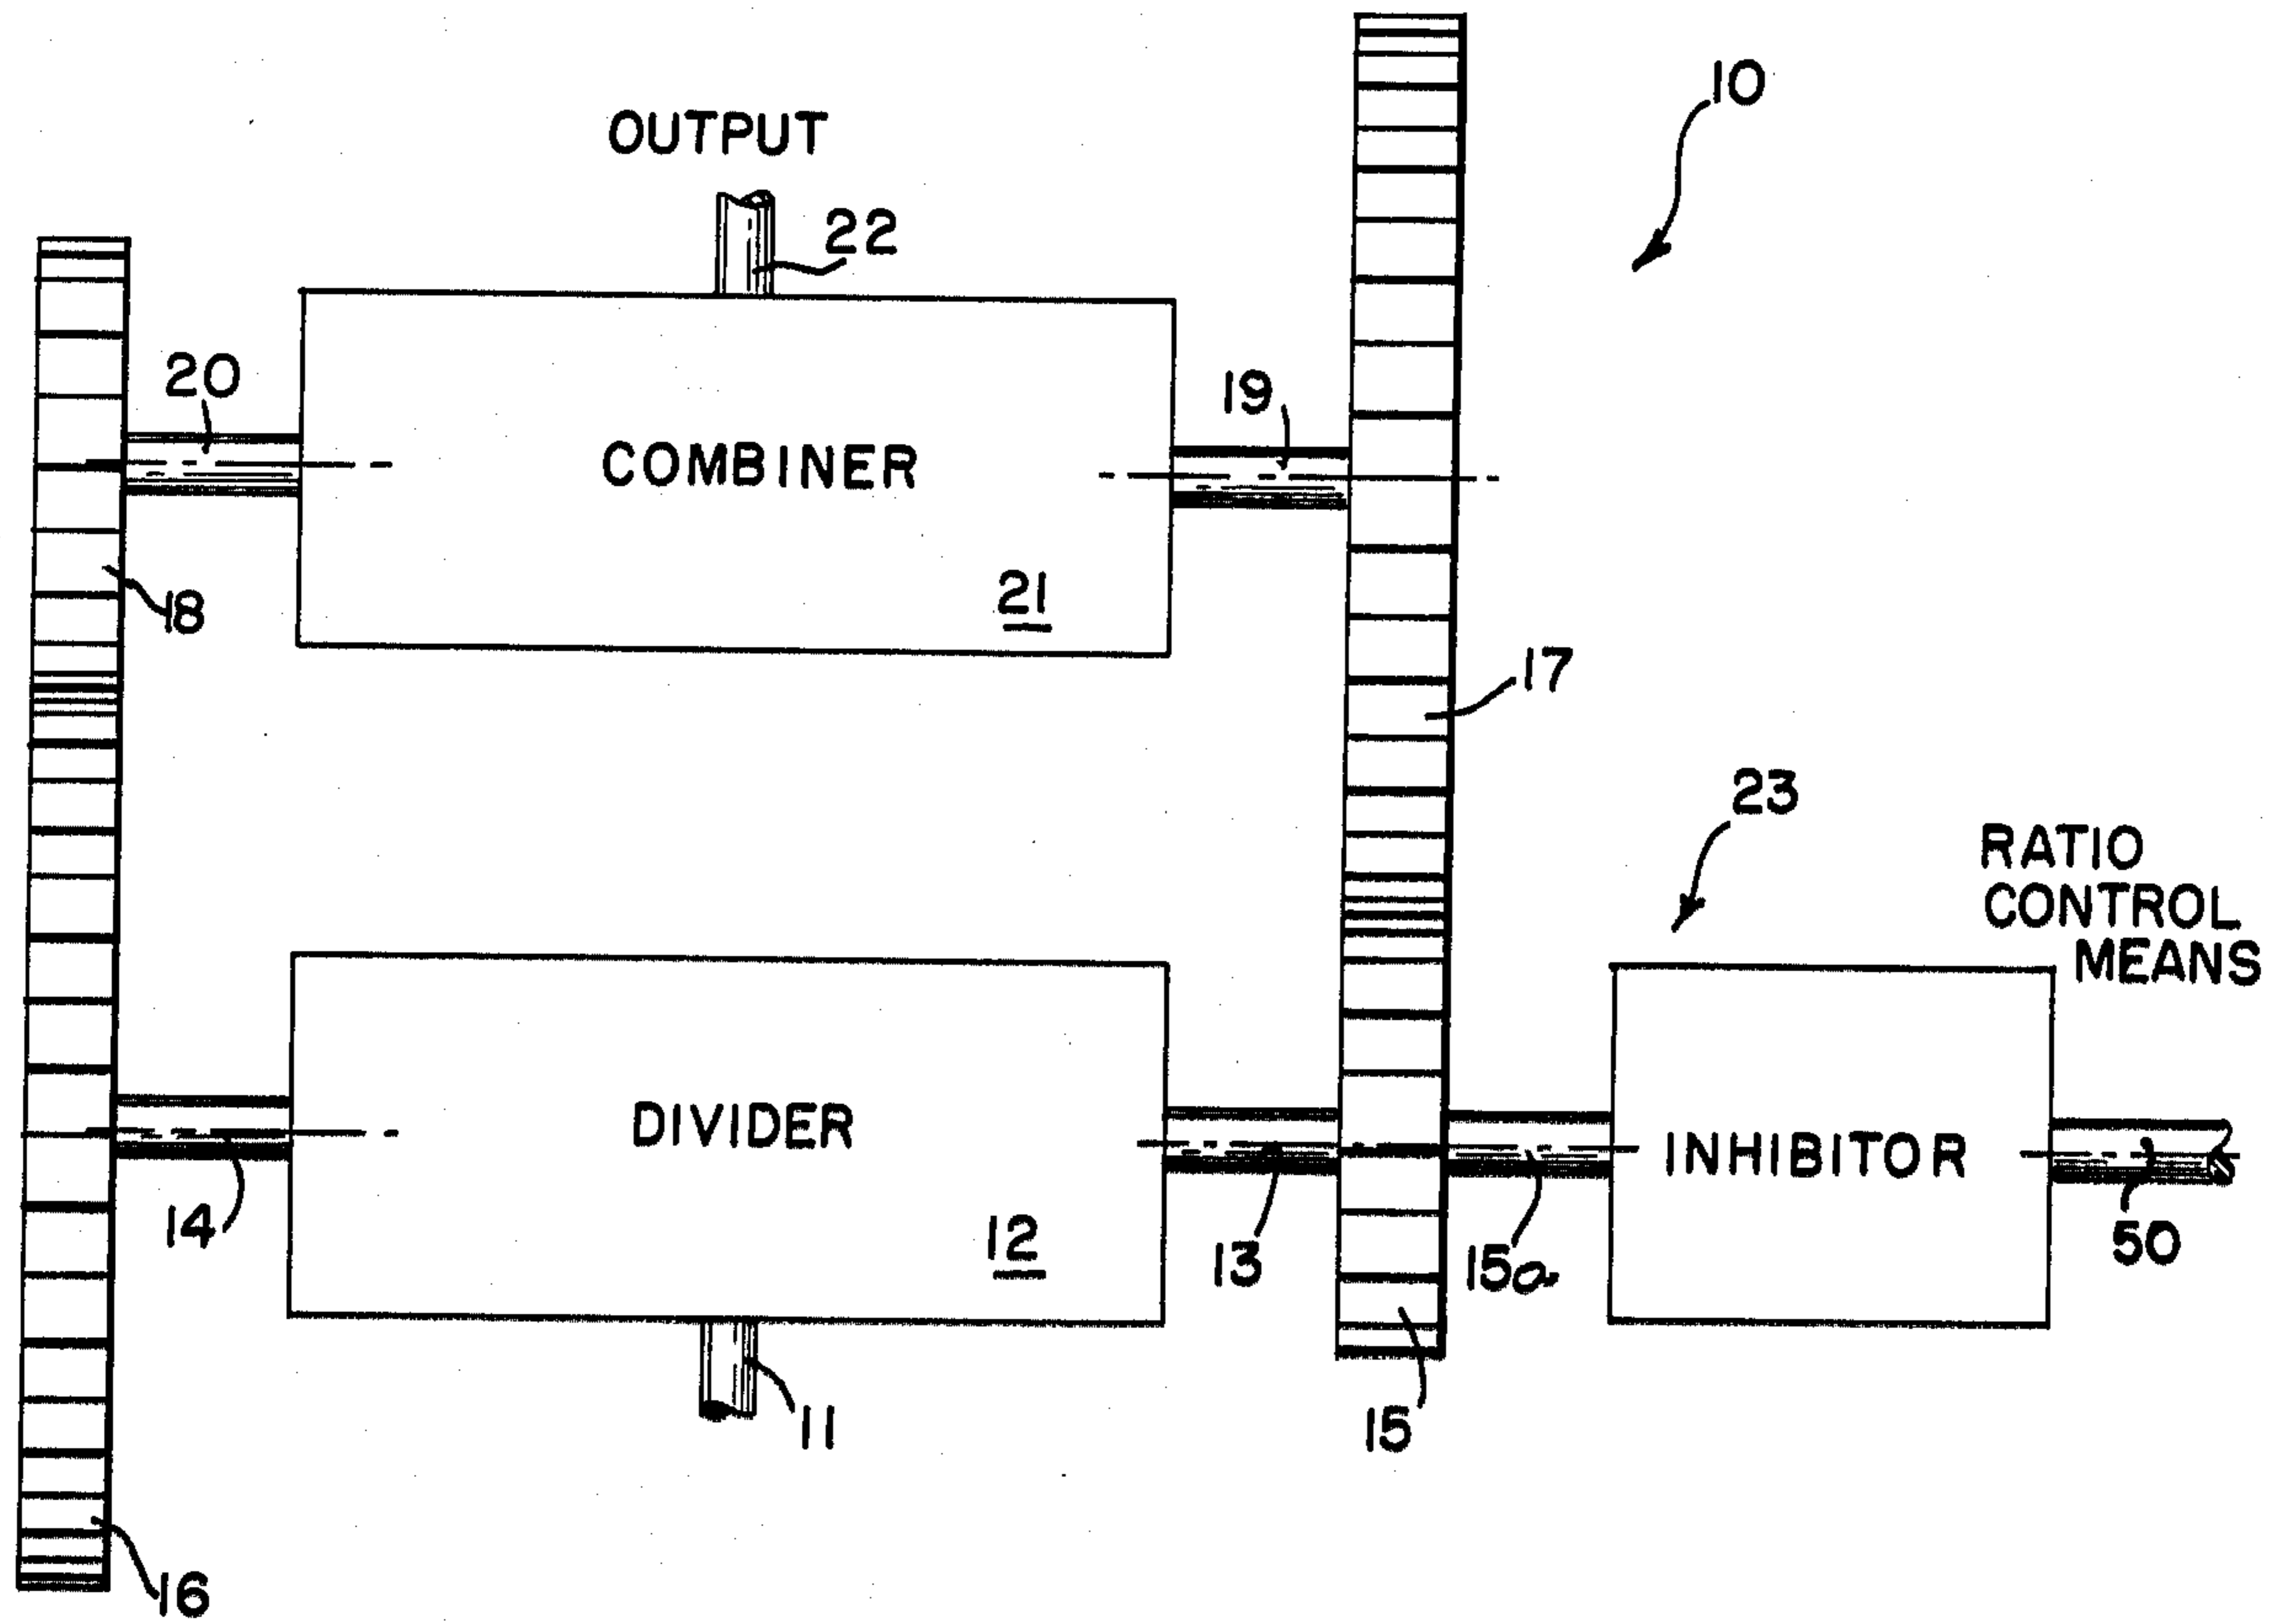 10
OUTPUT
22
20
19
COMBINER
21
18
17
23
RATIO
CONTROL
MEANS
DIVIDER
INHIBITOR
14
12
13
15a
50
11
15
16